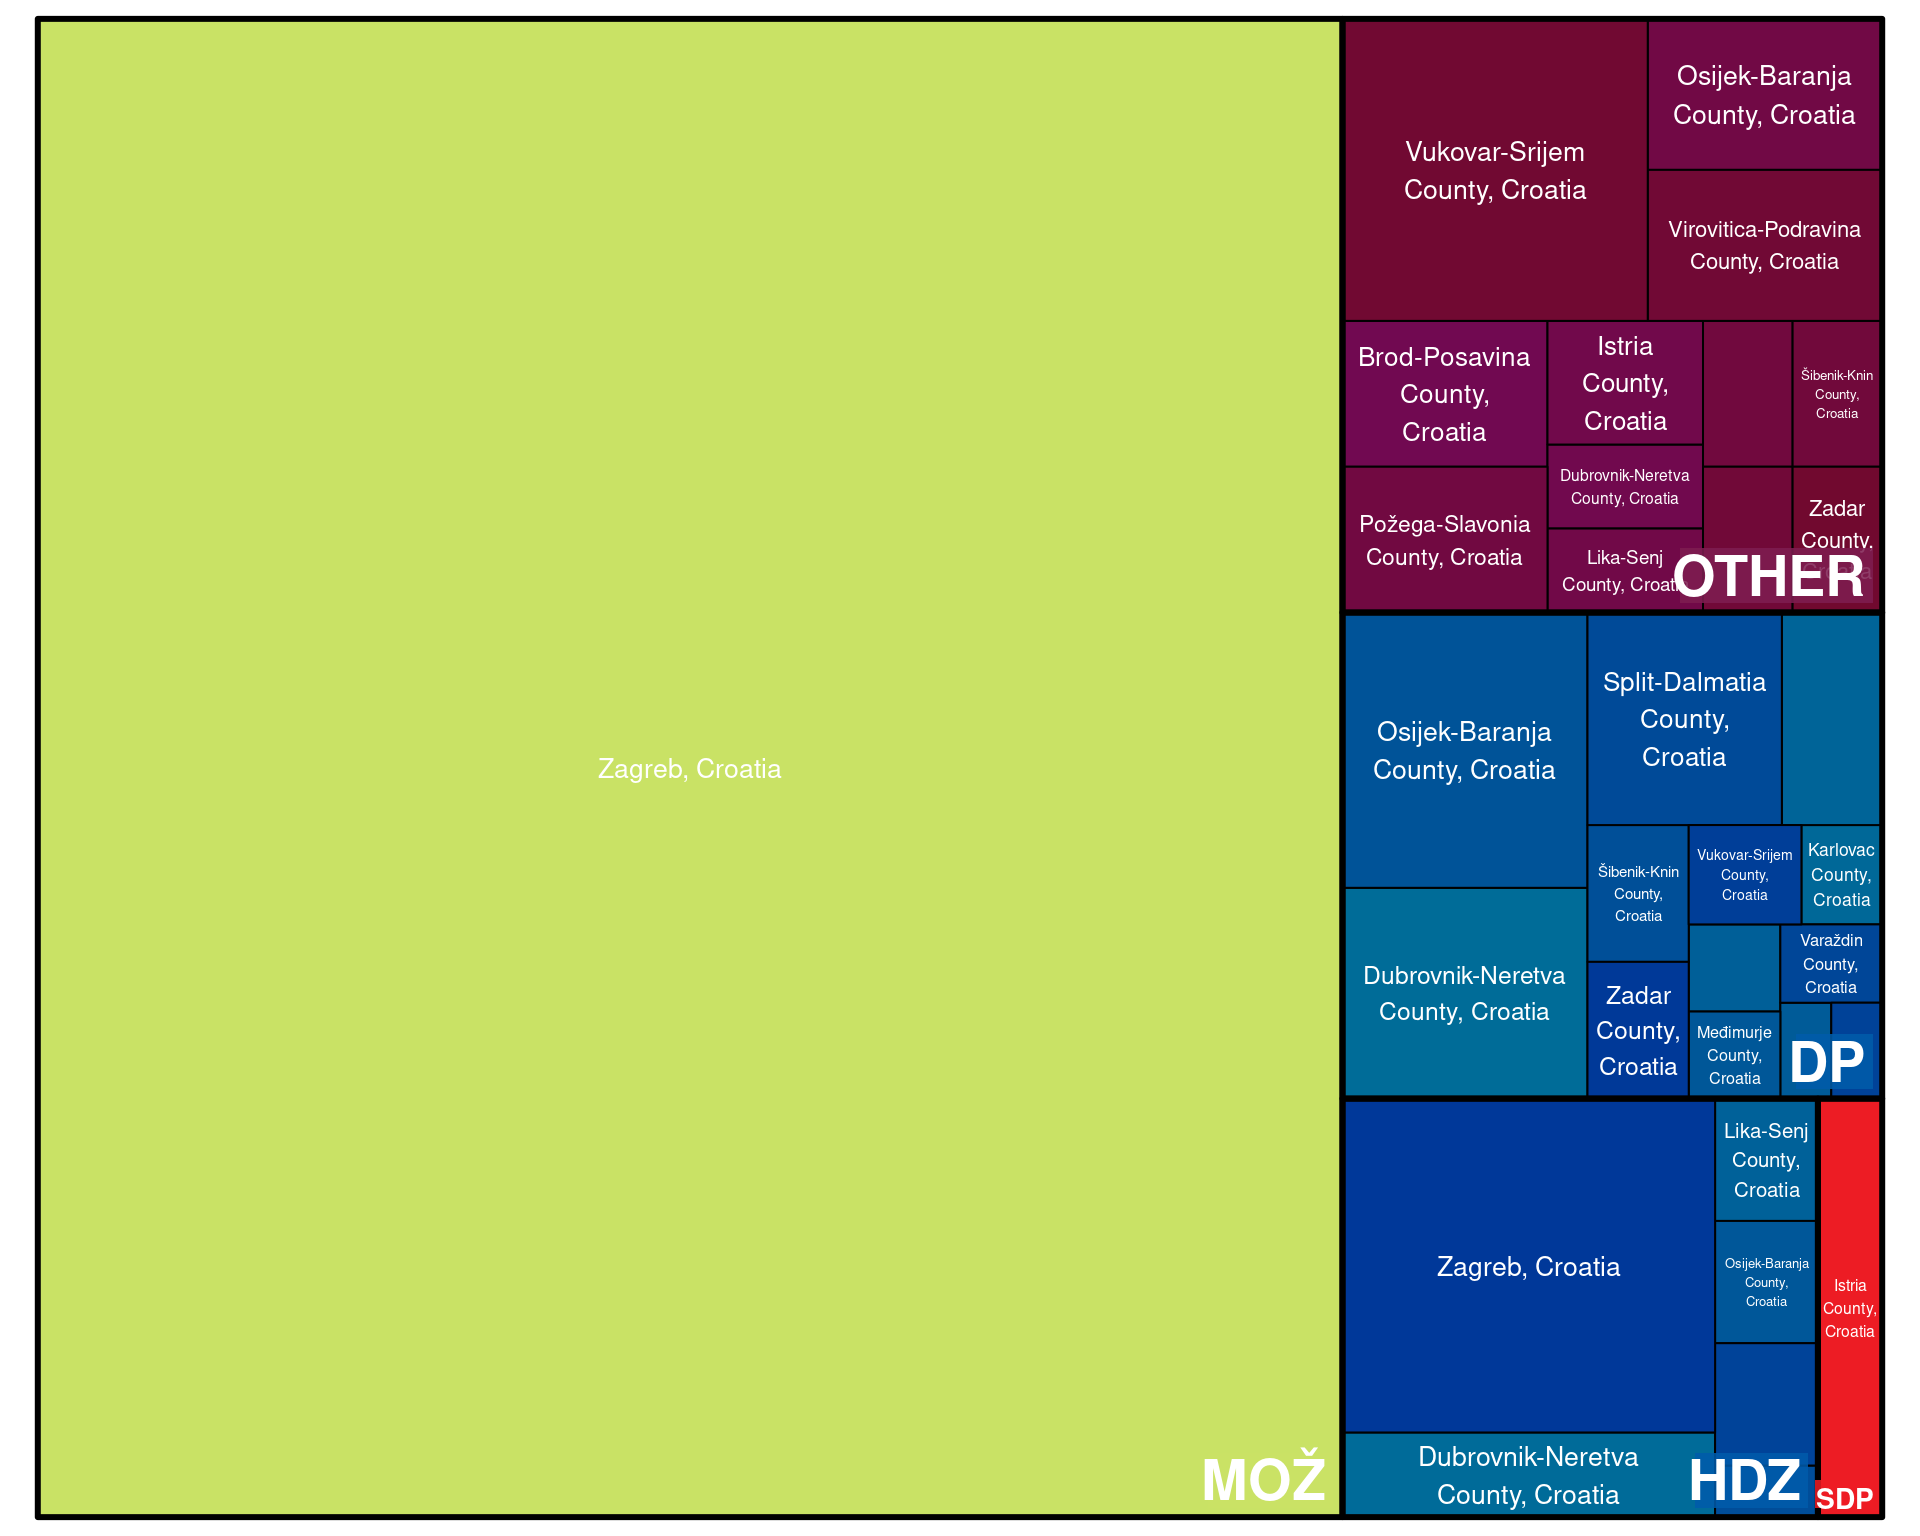 Zagreb, Croatia
MOŽ
Vukovar-Srijem
County, Croatia
Osijek-Baranja
County, Croatia
Virovitica-Podravina
County, Croatia
Brod-Posavina
County,
Croatia
Istria
County,
Croatia
Šibenik-Knin
County,
Croatia
Dubrovnik-Neretva
County, Croatia
Požega-Slavonia
County, Croatia
Lika-Senj
County, Croatia
Zadar
County,
Croatia
OTHER
Osijek-Baranja
County, Croatia
Split-Dalmatia
County,
Croatia
Šibenik-Knin
County,
Croatia
Vukovar-Srijem
County,
Croatia
Karlovac
County,
Croatia
Varaždin
County,
Croatia
Dubrovnik-Neretva
County, Croatia
Zadar
County,
Croatia
Međimurje
County,
Croatia
DP
Zagreb, Croatia
Lika-Senj
County,
Croatia
Osijek-Baranja
County,
Croatia
Istria
County,
Croatia
Dubrovnik-Neretva
County, Croatia
HDZ
SDP